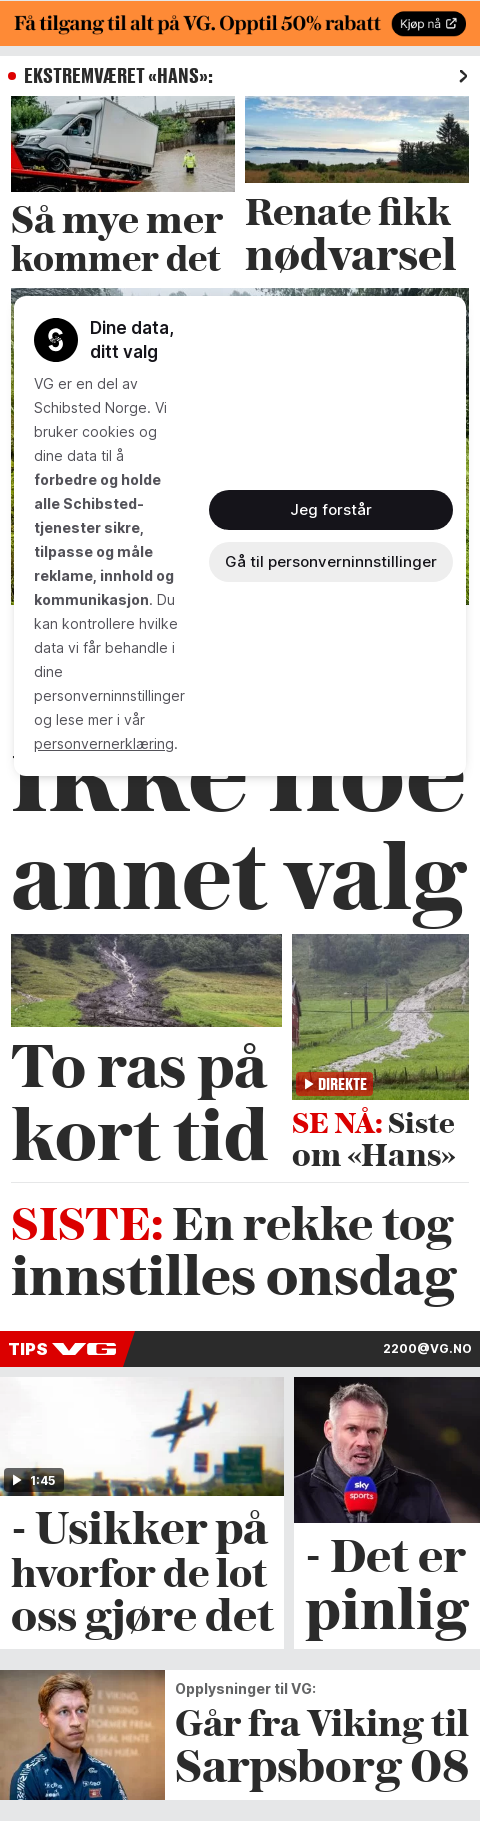 Få tilgang til alt på VG. Opptil 50% rabatt
Kjøp nå
EKSTREMVÆRET «HANS»:
Så mye mer
kommer det
Renate fikk
nødvarsel
Dine data,
ditt valg
VG er en del av
Schibsted Norge. Vi
bruker cookies og
dine data til å
forbedre og holde
alle Schibsted-
tjenester sikre,
tilpasse og måle
reklame, innhold og
kommunikasjon. Du
kan kontrollere hvilke
data vi får behandle i
dine
personverninnstillinger
og lese mer i vår
personvernerklæring.
Jeg forstår
Gå til personverninnstillinger
ikke noe
annet valg
To ras på
kort tid
DIREKTE
SE NÅ: Siste
om «Hans»
SISTE: En rekke tog
innstilles onsdag
TIPS VG
2200@VG.NO
1:45
- Usikker på
hvorfor de lot
oss gjøre det
sky
sports
- Det er
pinlig
Opplysninger til VG:
Går fra Viking til
Sarpsborg 08